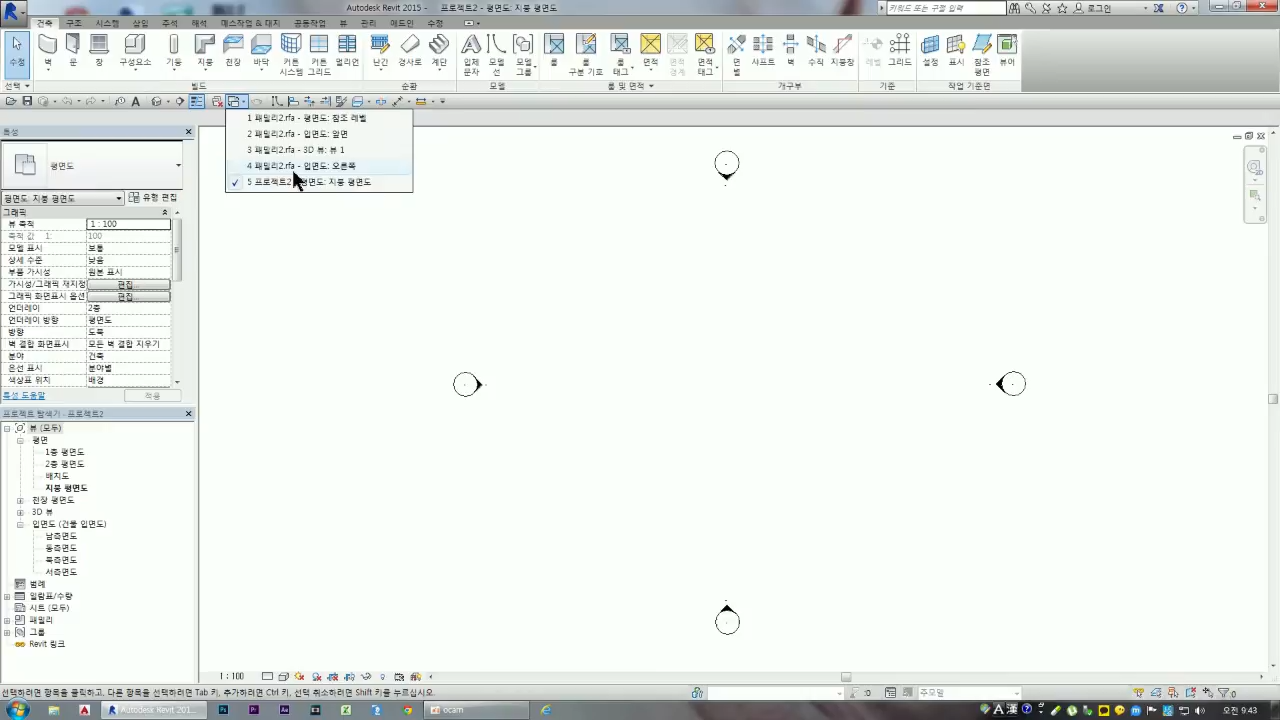 Autodesk Revit 2015 - 프로젝트2 - 평면도: 지붕 평면도
키워드 또는 구절 입력
로그인
건축 구조 시스템 삽입 주석 해석 매스작업 & 대지 공동작업 뷰 관리 애드인 수정
수정 벽 문 창 구성요소 기둥 지붕 천장 바닥 커튼 시스템 커튼 그리드 멀리언 난간 경사로 계단 모델 문자 모델 선 모델 그룹 룸 룸 구분 기호 룸 태그 면적 면적 경계 면적 태그 면별 샤프트 벽 수직 지붕창 레벨 그리드 설정 표시 참조 평면 뷰어
선택 빌드 순환 모델 룸 및 면적 개구부 기준 작업 기준면
1 패밀리2.rfa - 평면도: 참조 레벨
2 패밀리2.rfa - 입면도: 앞면
3 패밀리2.rfa - 3D 뷰: 뷰 1
4 패밀리2.rfa - 입면도: 오른쪽
5 프로젝트2 - 평면도: 지붕 평면도
특성
평면도
평면도: 지붕 평면도 유형 편집
그래픽
뷰 축척 1 : 100
축척 값 1: 100
모델 표시 보통
상세 수준 낮음
부품 가시성 원본 표시
가시성/그래픽 재지정 편집...
그래픽 화면표시 옵션 편집...
언더레이 2층
언더레이 방향 평면도
방향 도북
벽 결합 화면표시 모든 벽 결합 지우기
분야 건축
은선 표시 분야별
색상표 위치 배경
특성 도움말 적용
프로젝트 탐색기 - 프로젝트2
뷰 (모두)
평면
1층 평면도
2층 평면도
배치도
지붕 평면도
천장 평면도
3D 뷰
입면도 (건물 입면도)
남측면도
동측면도
북측면도
서측면도
범례
일람표/수량
시트 (모두)
패밀리
그룹
Revit 링크
1 : 100
선택하려면 항목을 클릭하고, 다른 항목을 선택하려면 Tab 키, 추가하려면 Ctrl 키, 선택 취소하려면 Shift 키를 누르십시오.
:0 주모델 :0
Autodesk Revit 201... ocam
오전 9:43